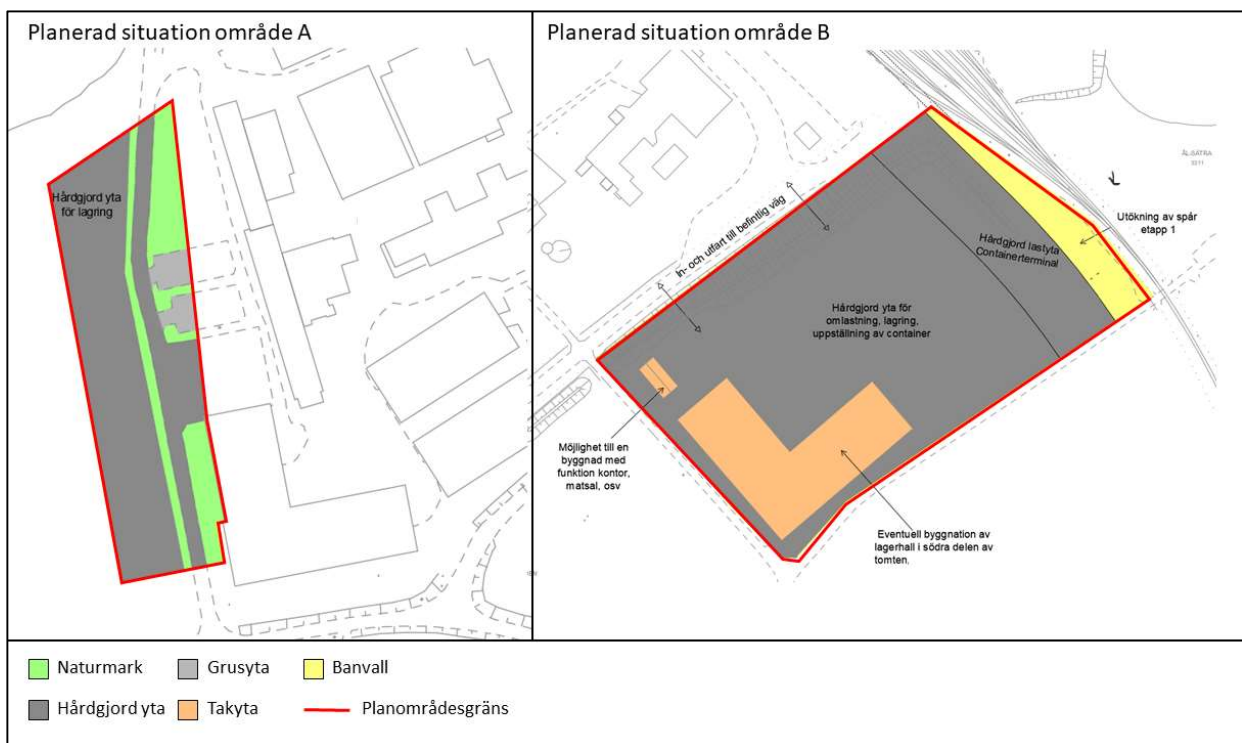 Planerad situation område A
Hårdgjord yta
för lagring
Planerad situation område B
In- och utfart till befintlig väg
Hårdgjord lastyta
Containerterminal
Utökning av spår
etapp 1
Hårdgjord yta för
omlastning, lagring,
uppställning av container
Möjlighet till en
byggnad med
funktion kontor,
matsal, osv
Eventuell byggnation av
lagerhall i södra delen av
tomten.
Naturmark
Grusyta
Banvall
Hårdgjord yta
Takyta
Planområdesgräns